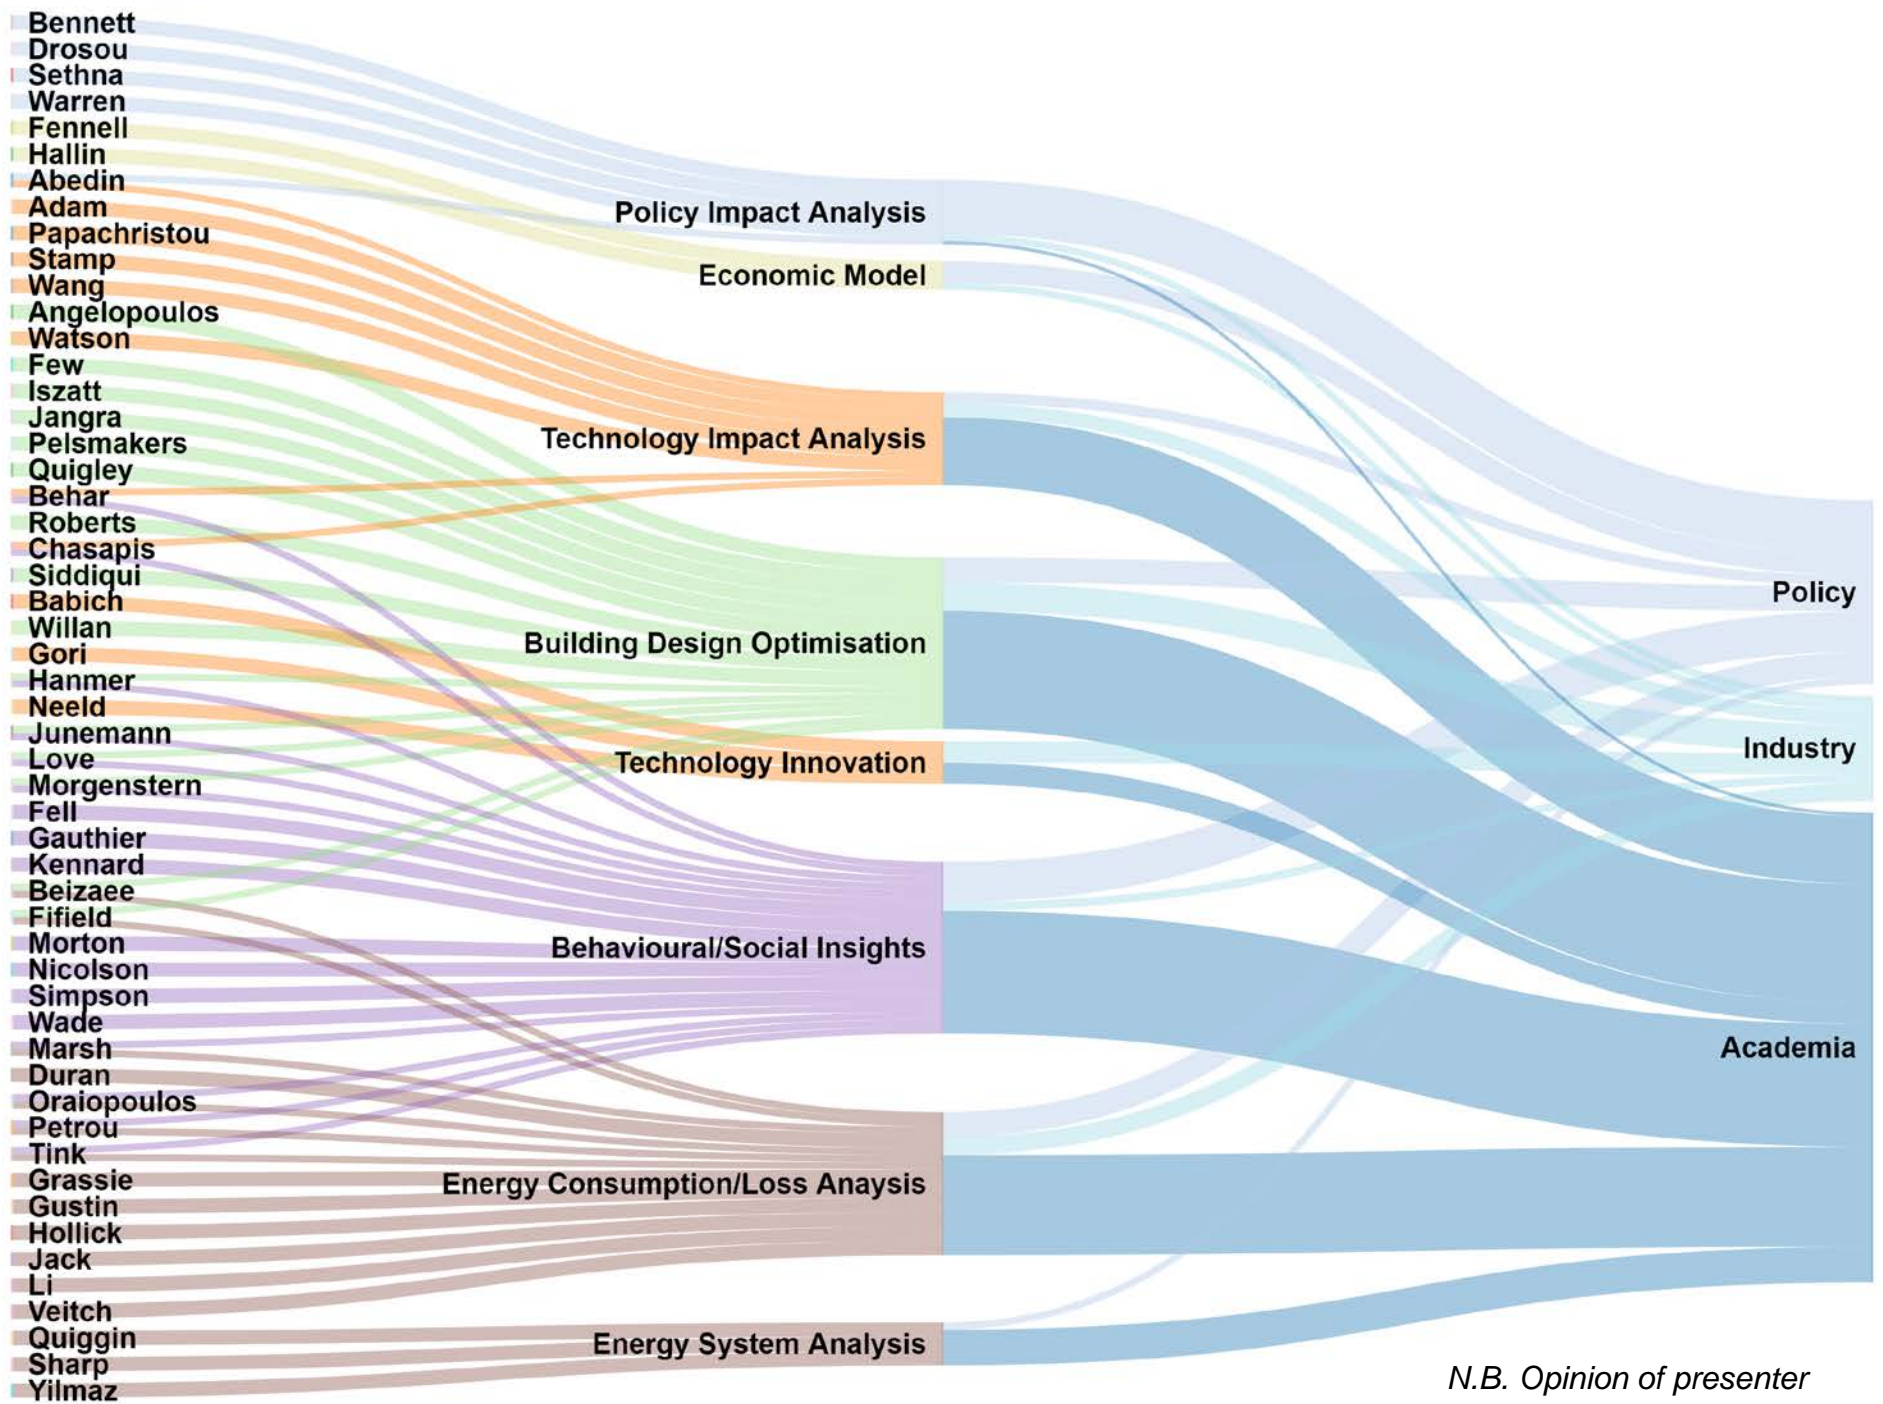 Bennett
Drosou
Sethna
Warren
Fennell
Hallin
Abedin
Adam
Papachristou
Stamp
Wang
Angelopoulos
Watson
Few
Iszatt
Jangra
Pelsmakers
Quigley
Behar
Roberts
Chasapis
Siddiqui
Babich
Willan
Gori
Hanmer
Neeld
Junemann
Love
Morgenstern
Fell
Gauthier
Kennard
Beizaee
Fifield
Morton
Nicolson
Simpson
Wade
Marsh
Duran
Oraiopoulos
Petrou
Tink
Grassie
Gustin
Hollick
Jack
Li
Veitch
Quiggin
Sharp
Yilmaz
Policy Impact Analysis
Economic Model
Technology Impact Analysis
Building Design Optimisation
Technology Innovation
Behavioural/Social Insights
Energy Consumption/Loss Anaysis
Energy System Analysis
Policy
Industry
Academia
N.B. Opinion of presenter